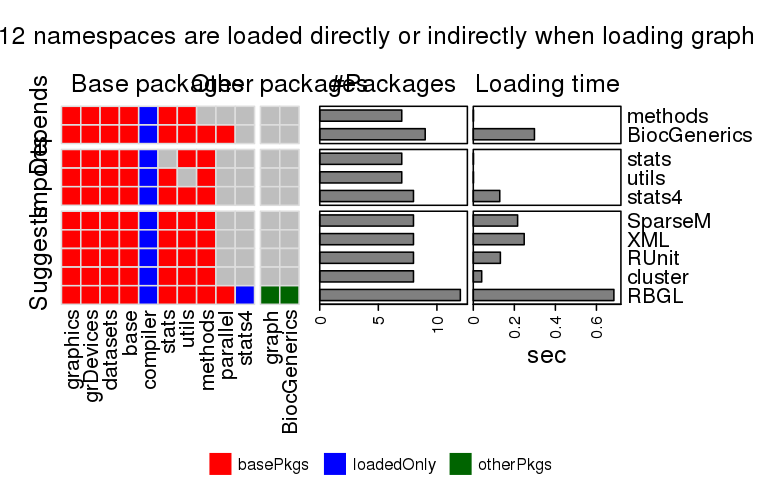 12 namespaces are loaded directly or indirectly when loading graph
Base packages
Other packages
#Packages
Loading time
Depends
Imports
Suggests
methods
BiocGenerics
stats
utils
stats4
SparseM
XML
RUnit
cluster
RBGL
graphics
grDevices
datasets
base
compiler
stats
utils
methods
parallel
stats4
graph
BiocGenerics
0 5 10
0 0.2 0.4 0.6
sec
basePkgs loadedOnly otherPkgs